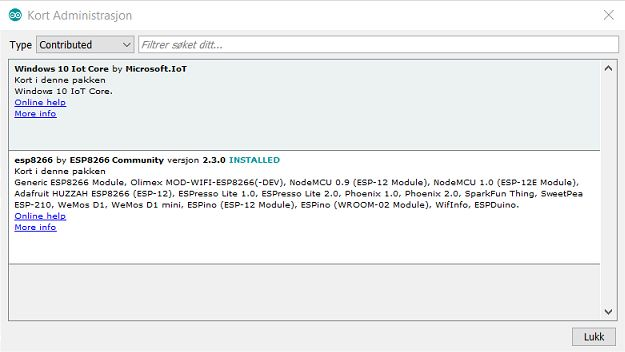 Kort Administrasjon
Type Contributed Filtrer søket ditt...
Windows 10 Iot Core by Microsoft.IoT
Kort i denne pakken
Windows 10 IoT Core.
Online help
More info
esp8266 by ESP8266 Community versjon 2.3.0 INSTALLED
Kort i denne pakken
Generic ESP8266 Module, Olimex MOD-WIFI-ESP8266(-DEV), NodeMCU 0.9 (ESP-12 Module), NodeMCU 1.0 (ESP-12E Module),
Adafruit HUZZAH ESP8266 (ESP-12), ESPresso Lite 1.0, ESPresso Lite 2.0, Phoenix 1.0, Phoenix 2.0, SparkFun Thing, SweetPea
ESP-210, WeMos D1, WeMos D1 mini, ESPino (ESP-12 Module), ESPino (WROOM-02 Module), WifInfo, ESPDuino.
Online help
More info
Lukk